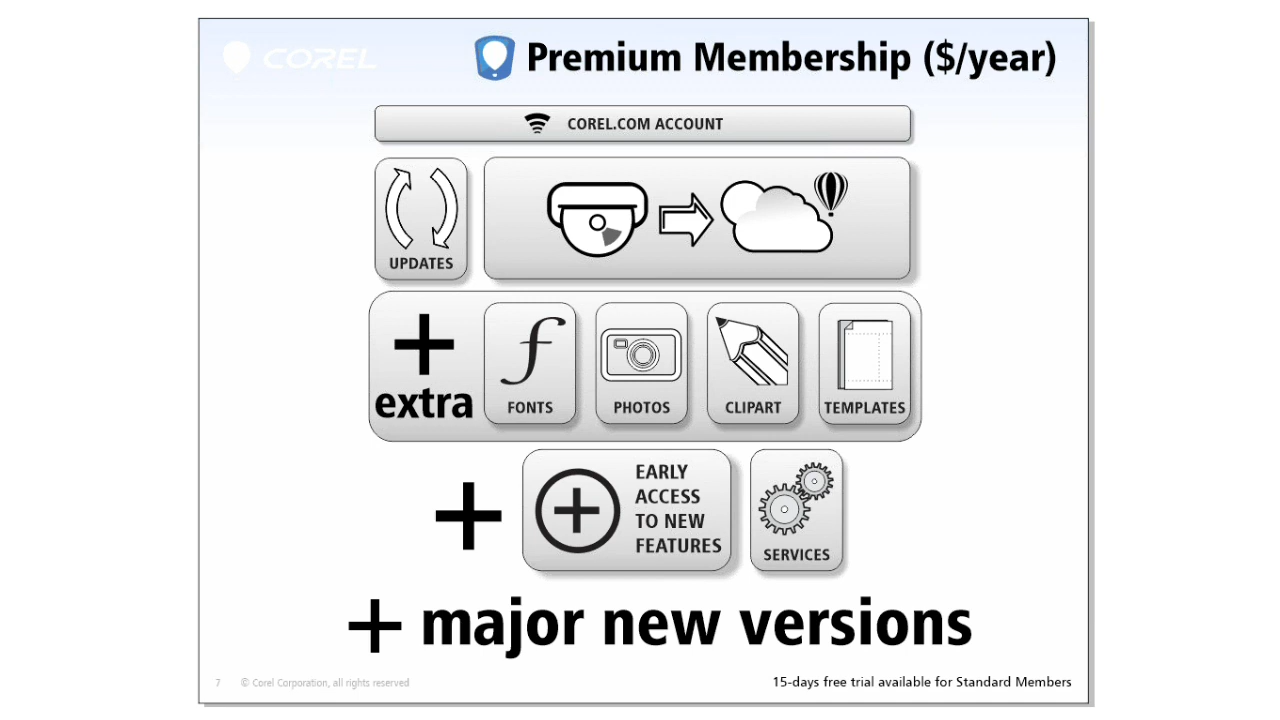 COREL
Premium Membership ($/year)
COREL.COM ACCOUNT
UPDATES
+
extra
f
FONTS
PHOTOS
CLIPART
TEMPLATES
+
EARLY
ACCESS
TO NEW
FEATURES
SERVICES
+ major new versions
7 © Corel Corporation, all rights reserved
15-days free trial available for Standard Members